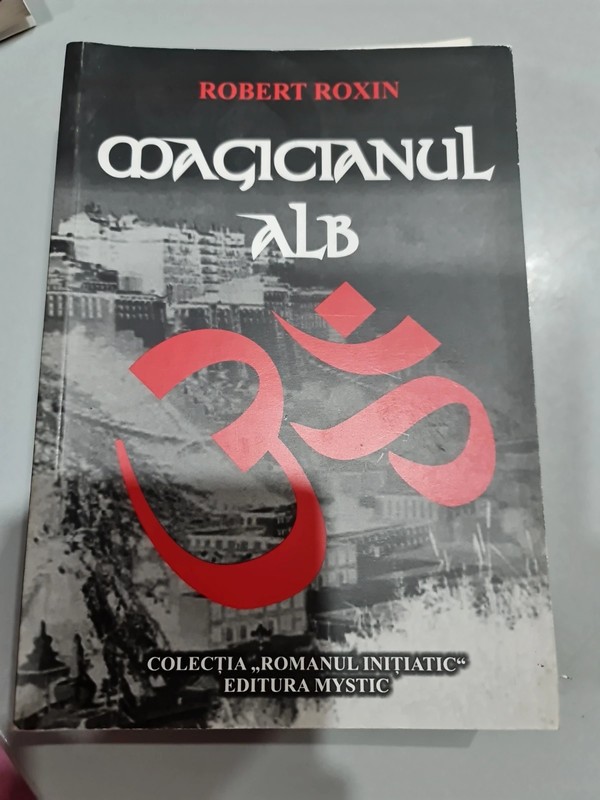 ROBERT ROXIN
MAGICIANUL
ALB
ॐ
COLECȚIA „ROMANUL INIȚIATIC“
EDITURA MYSTIC